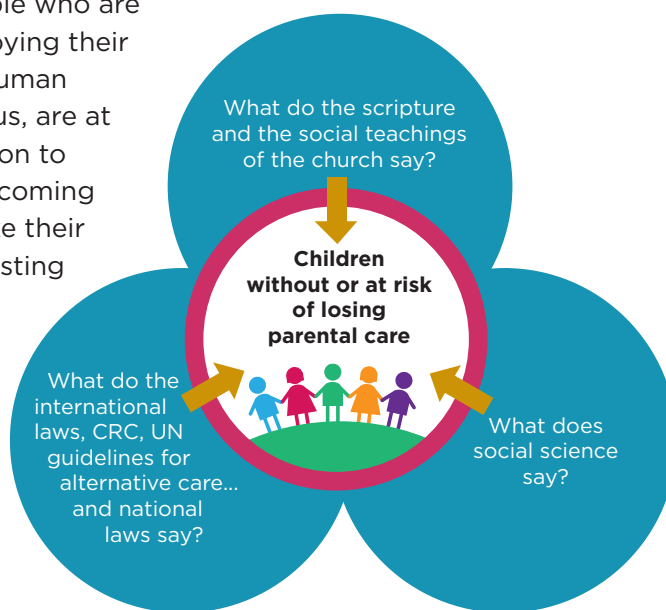 ple who are
ying their
uman
us, are at
on to
coming
e their
sting
What do the scripture
and the social teachings
of the church say?
Children
without or at risk
of losing
parental care
What do the
international
laws, CRC, UN
guidelines for
alternative care...
and national
laws say?
What does
social science
say?